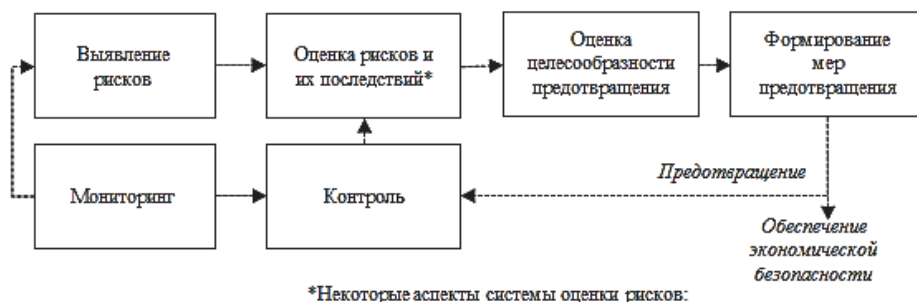 Выявление
рисков
Оценка рисков и
их последствий*
Оценка
целесообразности
предотвращения
Формирование
мер
предотвращения
Мониторинг
Контроль
Предотвращение
Обеспечение
экономической
безопасности
*Некоторые аспекты системы оценки рисков: